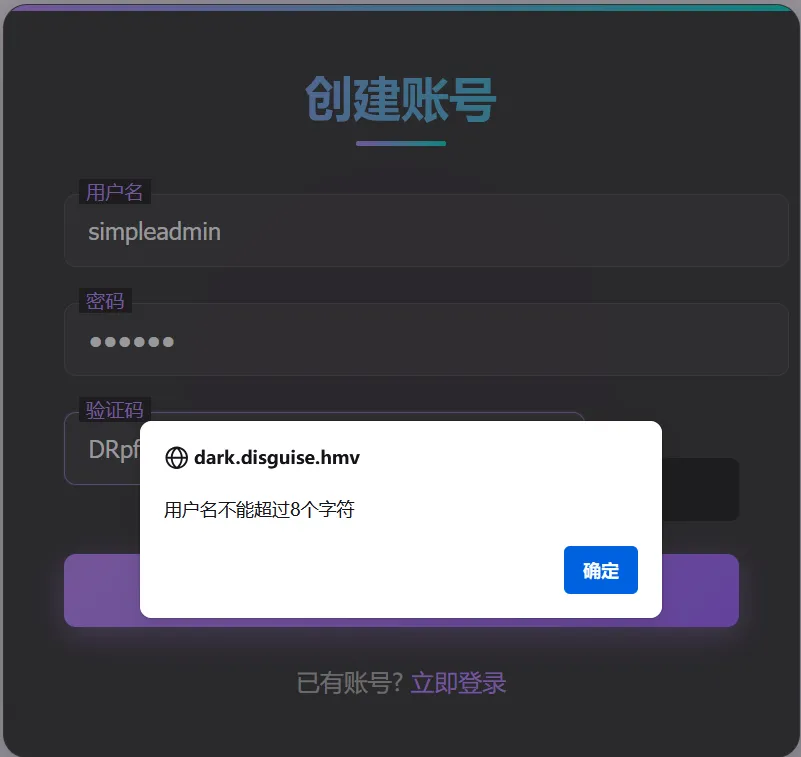 创建账号
用户名
simpleadmin
密码
验证码
DRpf
dark.disguise.hmv
用户名不能超过8个字符
确定
已有账号? 立即登录